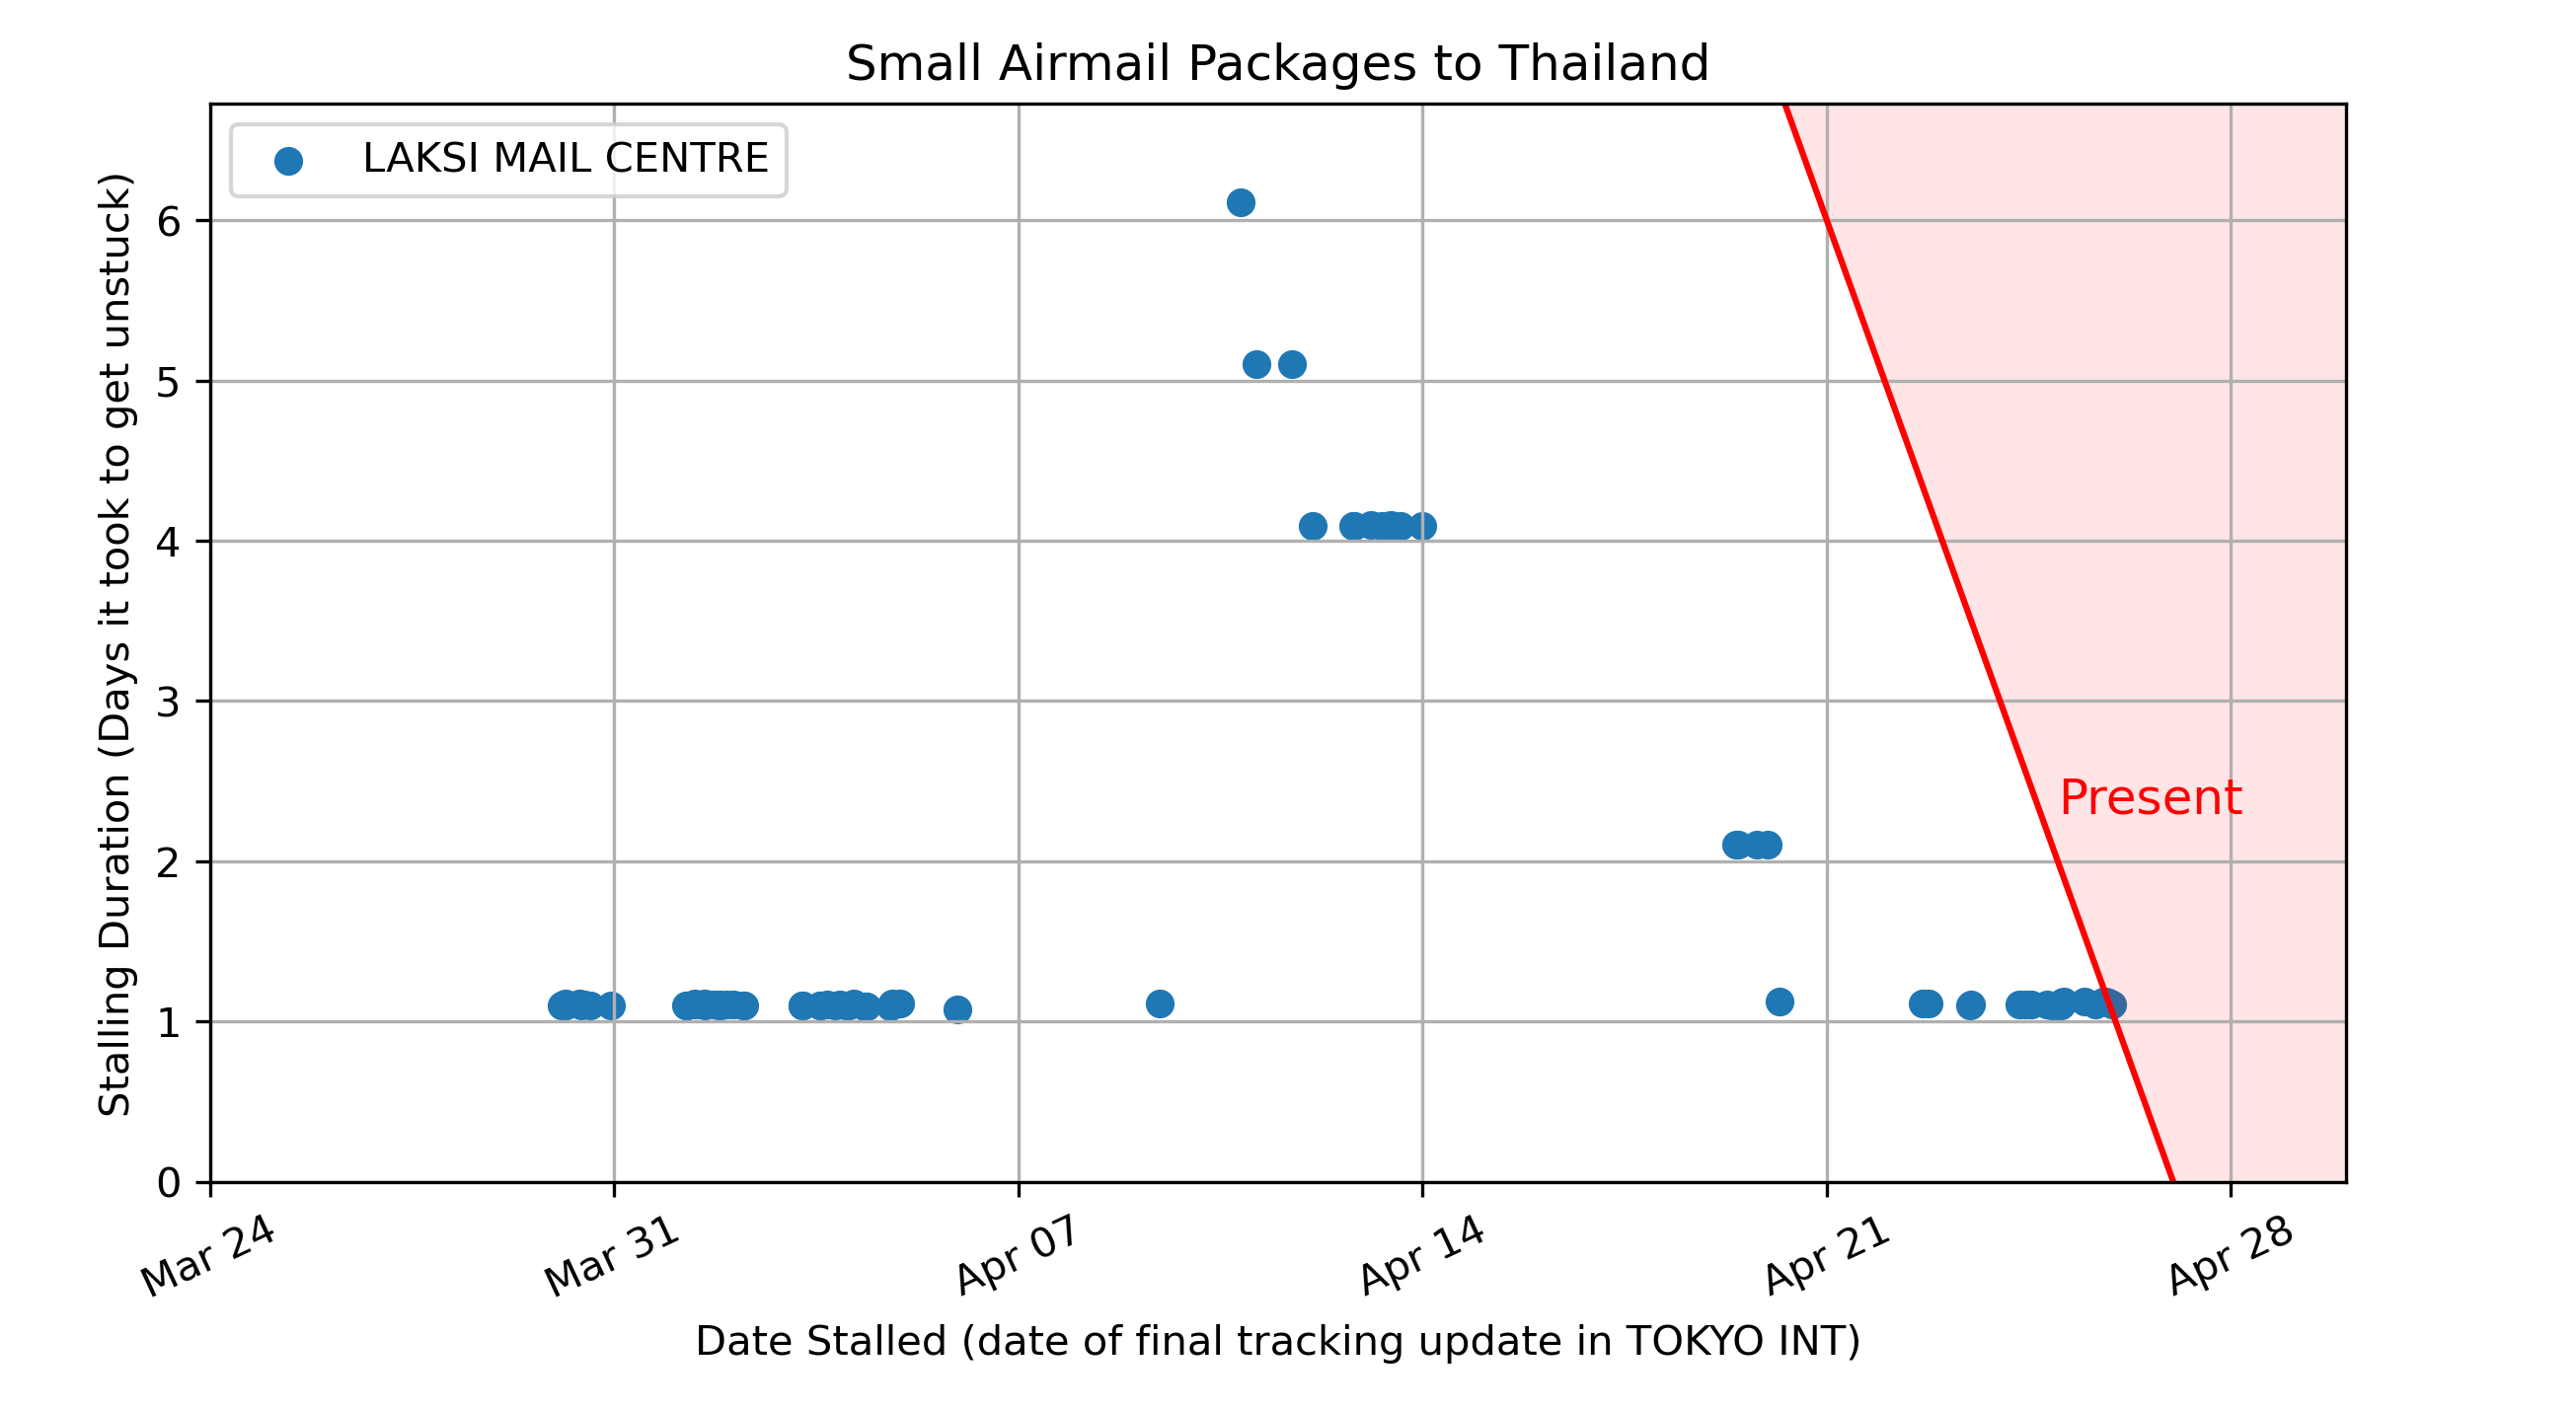 Small Airmail Packages to Thailand
LAKSI MAIL CENTRE
Stalling Duration (Days it took to get unstuck)
6
5
4
3
2
1
0
Present
Mar 24
Mar 31
Apr 07
Apr 14
Apr 21
Apr 28
Date Stalled (date of final tracking update in TOKYO INT)